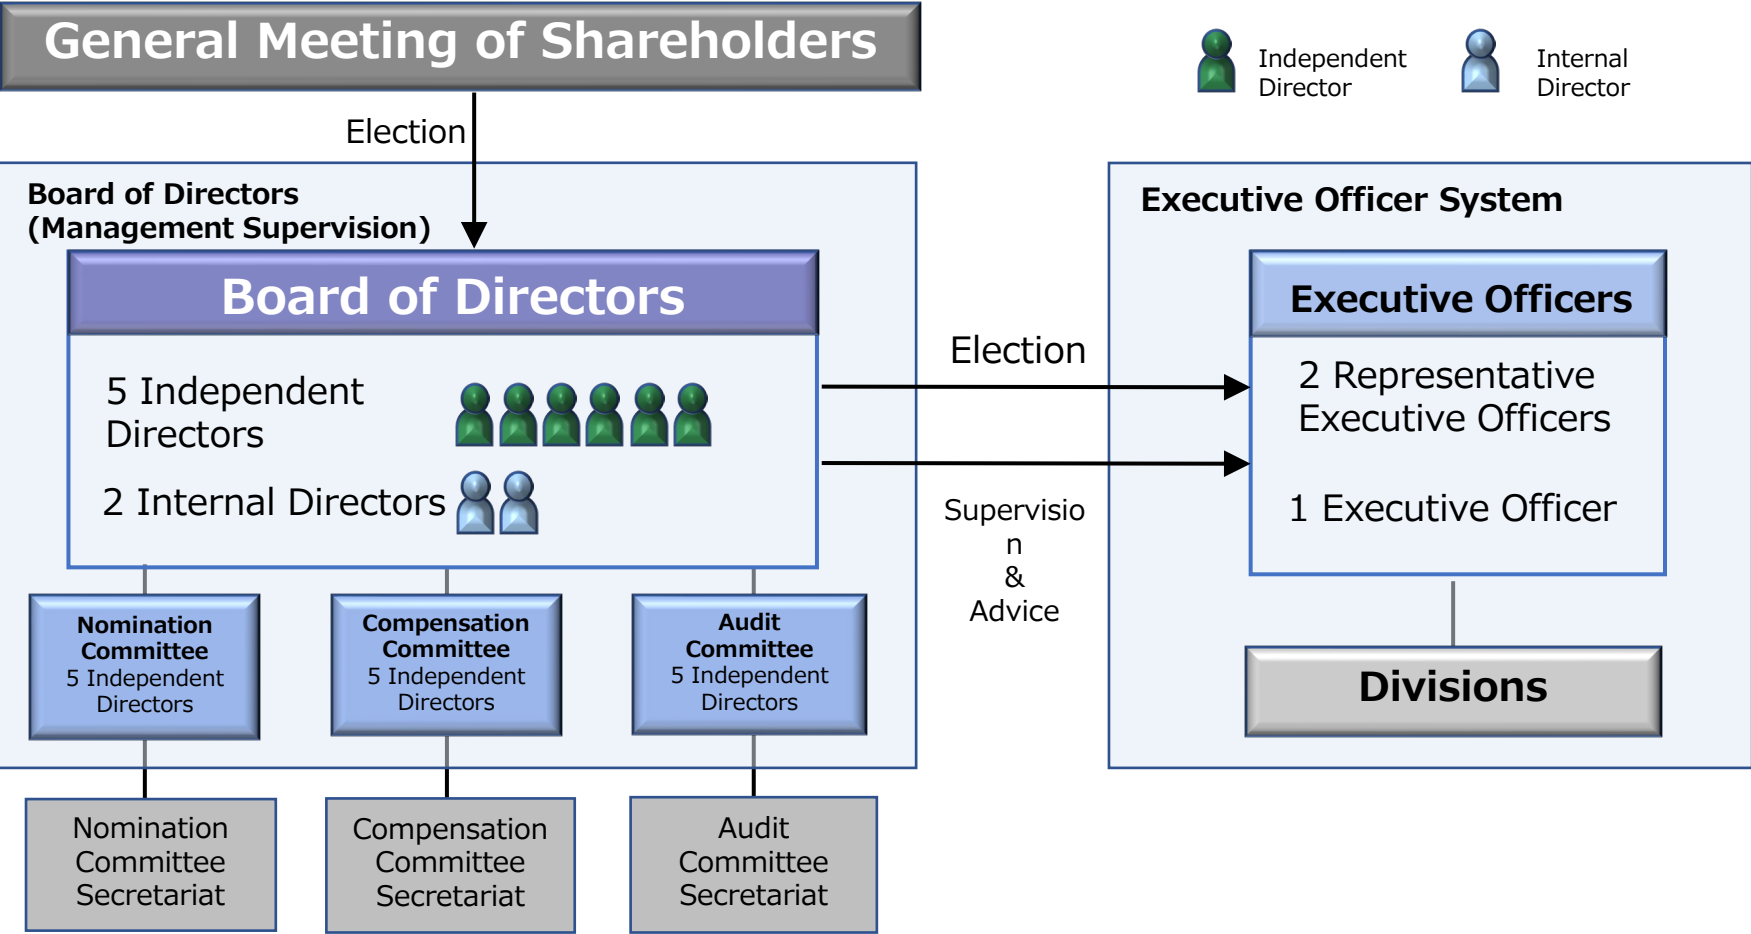 General Meeting of Shareholders
Independent
Director
Internal
Director
Election
Board of Directors
(Management Supervision)
Board of Directors
5 Independent
Directors
2 Internal Directors
Nomination
Committee
5 Independent
Directors
Compensation
Committee
5 Independent
Directors
Audit
Committee
5 Independent
Directors
Nomination
Committee
Secretariat
Compensation
Committee
Secretariat
Audit
Committee
Secretariat
Election
Supervisio
n
&
Advice
Executive Officer System
Executive Officers
2 Representative
Executive Officers
1 Executive Officer
Divisions